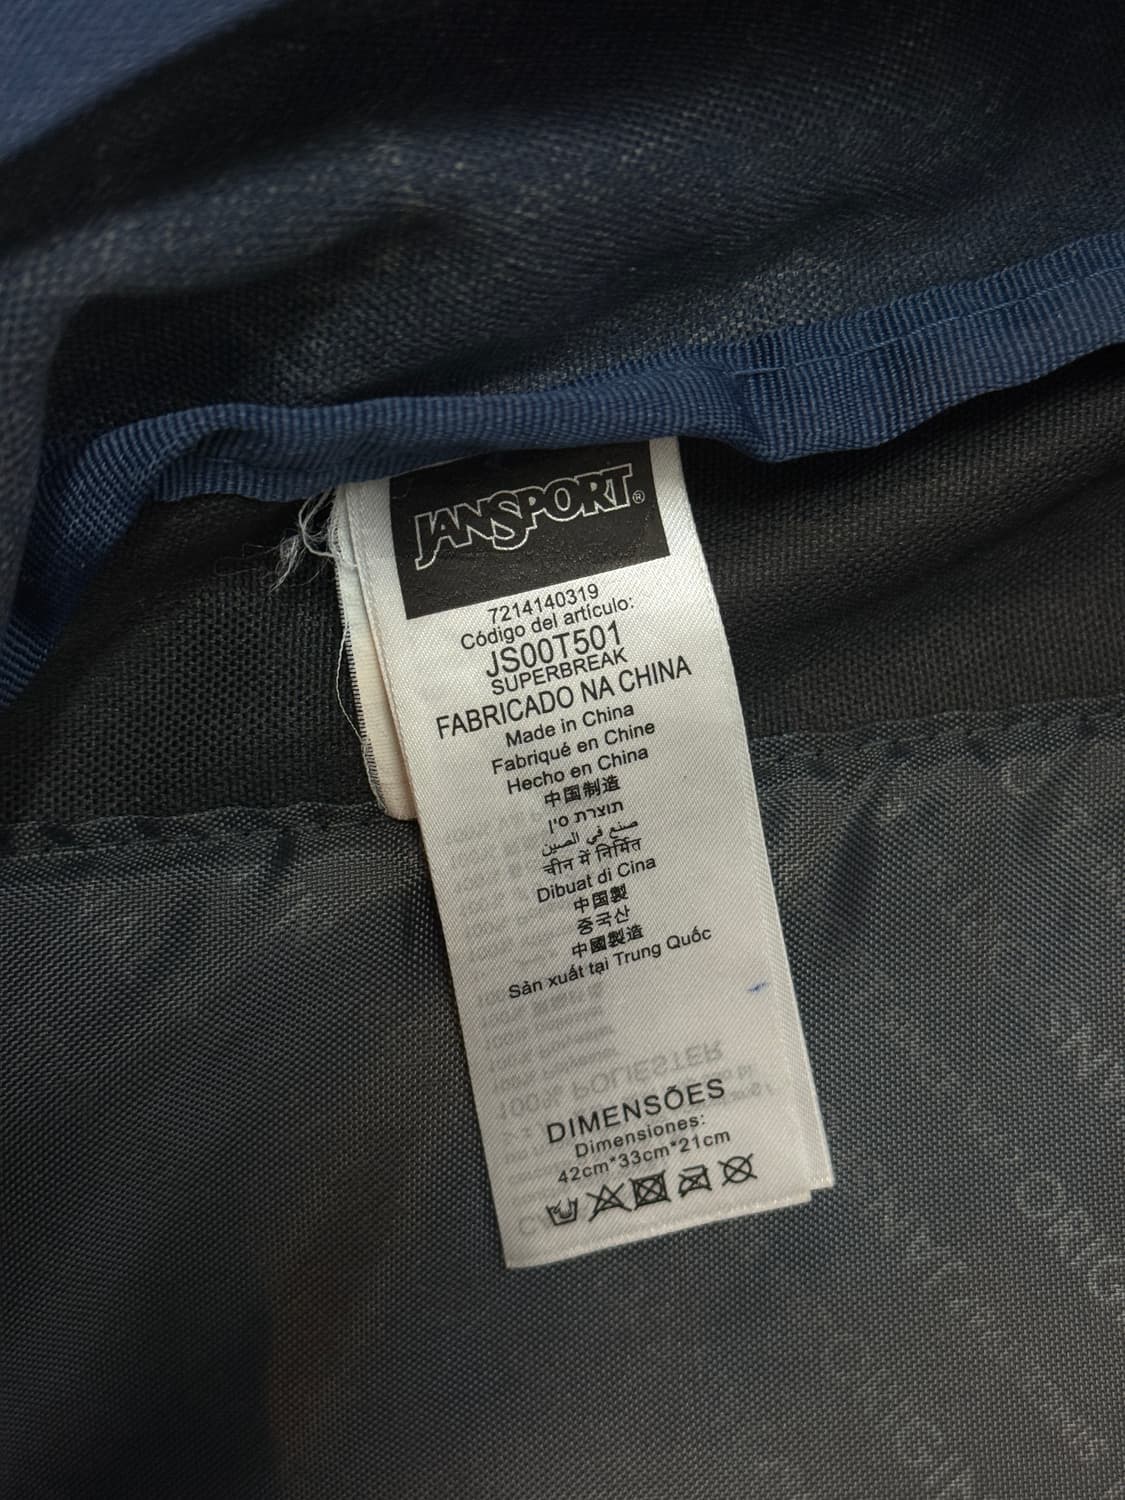 JANSPORT®
7214140319
Código del artículo:
JS00T501
SUPERBREAK
FABRICADO NA CHINA
Made in China
Fabriqué en Chine
Hecho en China
中国制造
תוצרת סין
صنع في الصين
चीन में निर्मित
Dibuat di Cina
中国製
중국산
中國製造
Sản xuất tại Trung Quốc
100% POLIESTER
DIMENSÕES
Dimensiones:
42cm*33cm*21cm